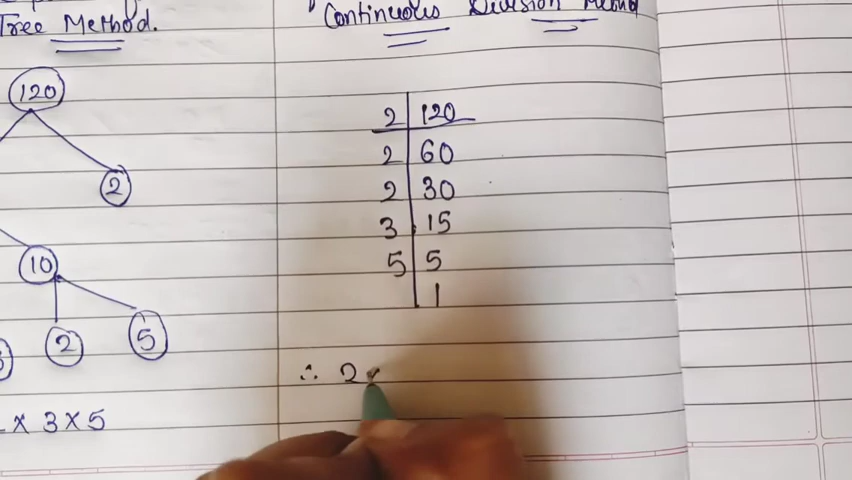 Tree Method.
120
2
10
2
5
× 3 × 5
Continuous Division Method
2 120
2 60
2 30
3 15
5 5
1
∴ 2 ×